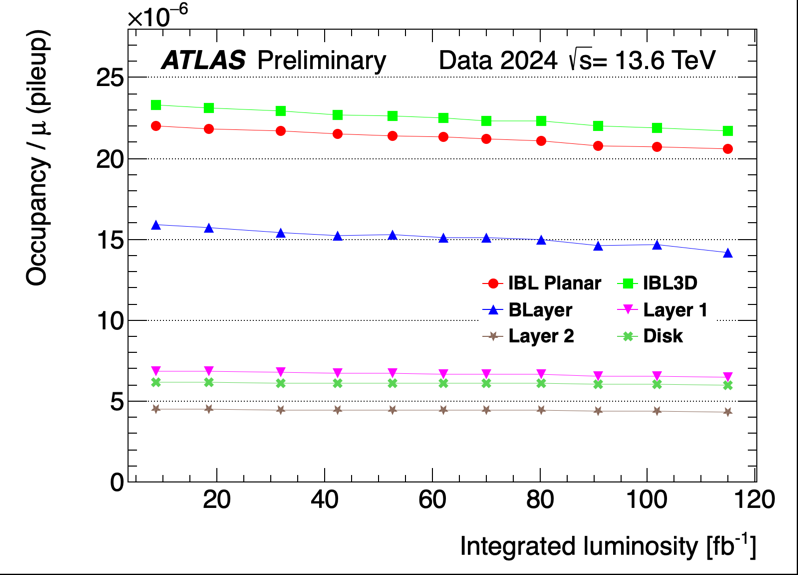 ×10⁻⁶
ATLAS Preliminary Data 2024 √s= 13.6 TeV
Occupancy / μ (pileup)
25
20
15
10
5
0
IBL Planar IBL3D
BLayer Layer 1
Layer 2 Disk
20 40 60 80 100 120
Integrated luminosity [fb⁻¹]